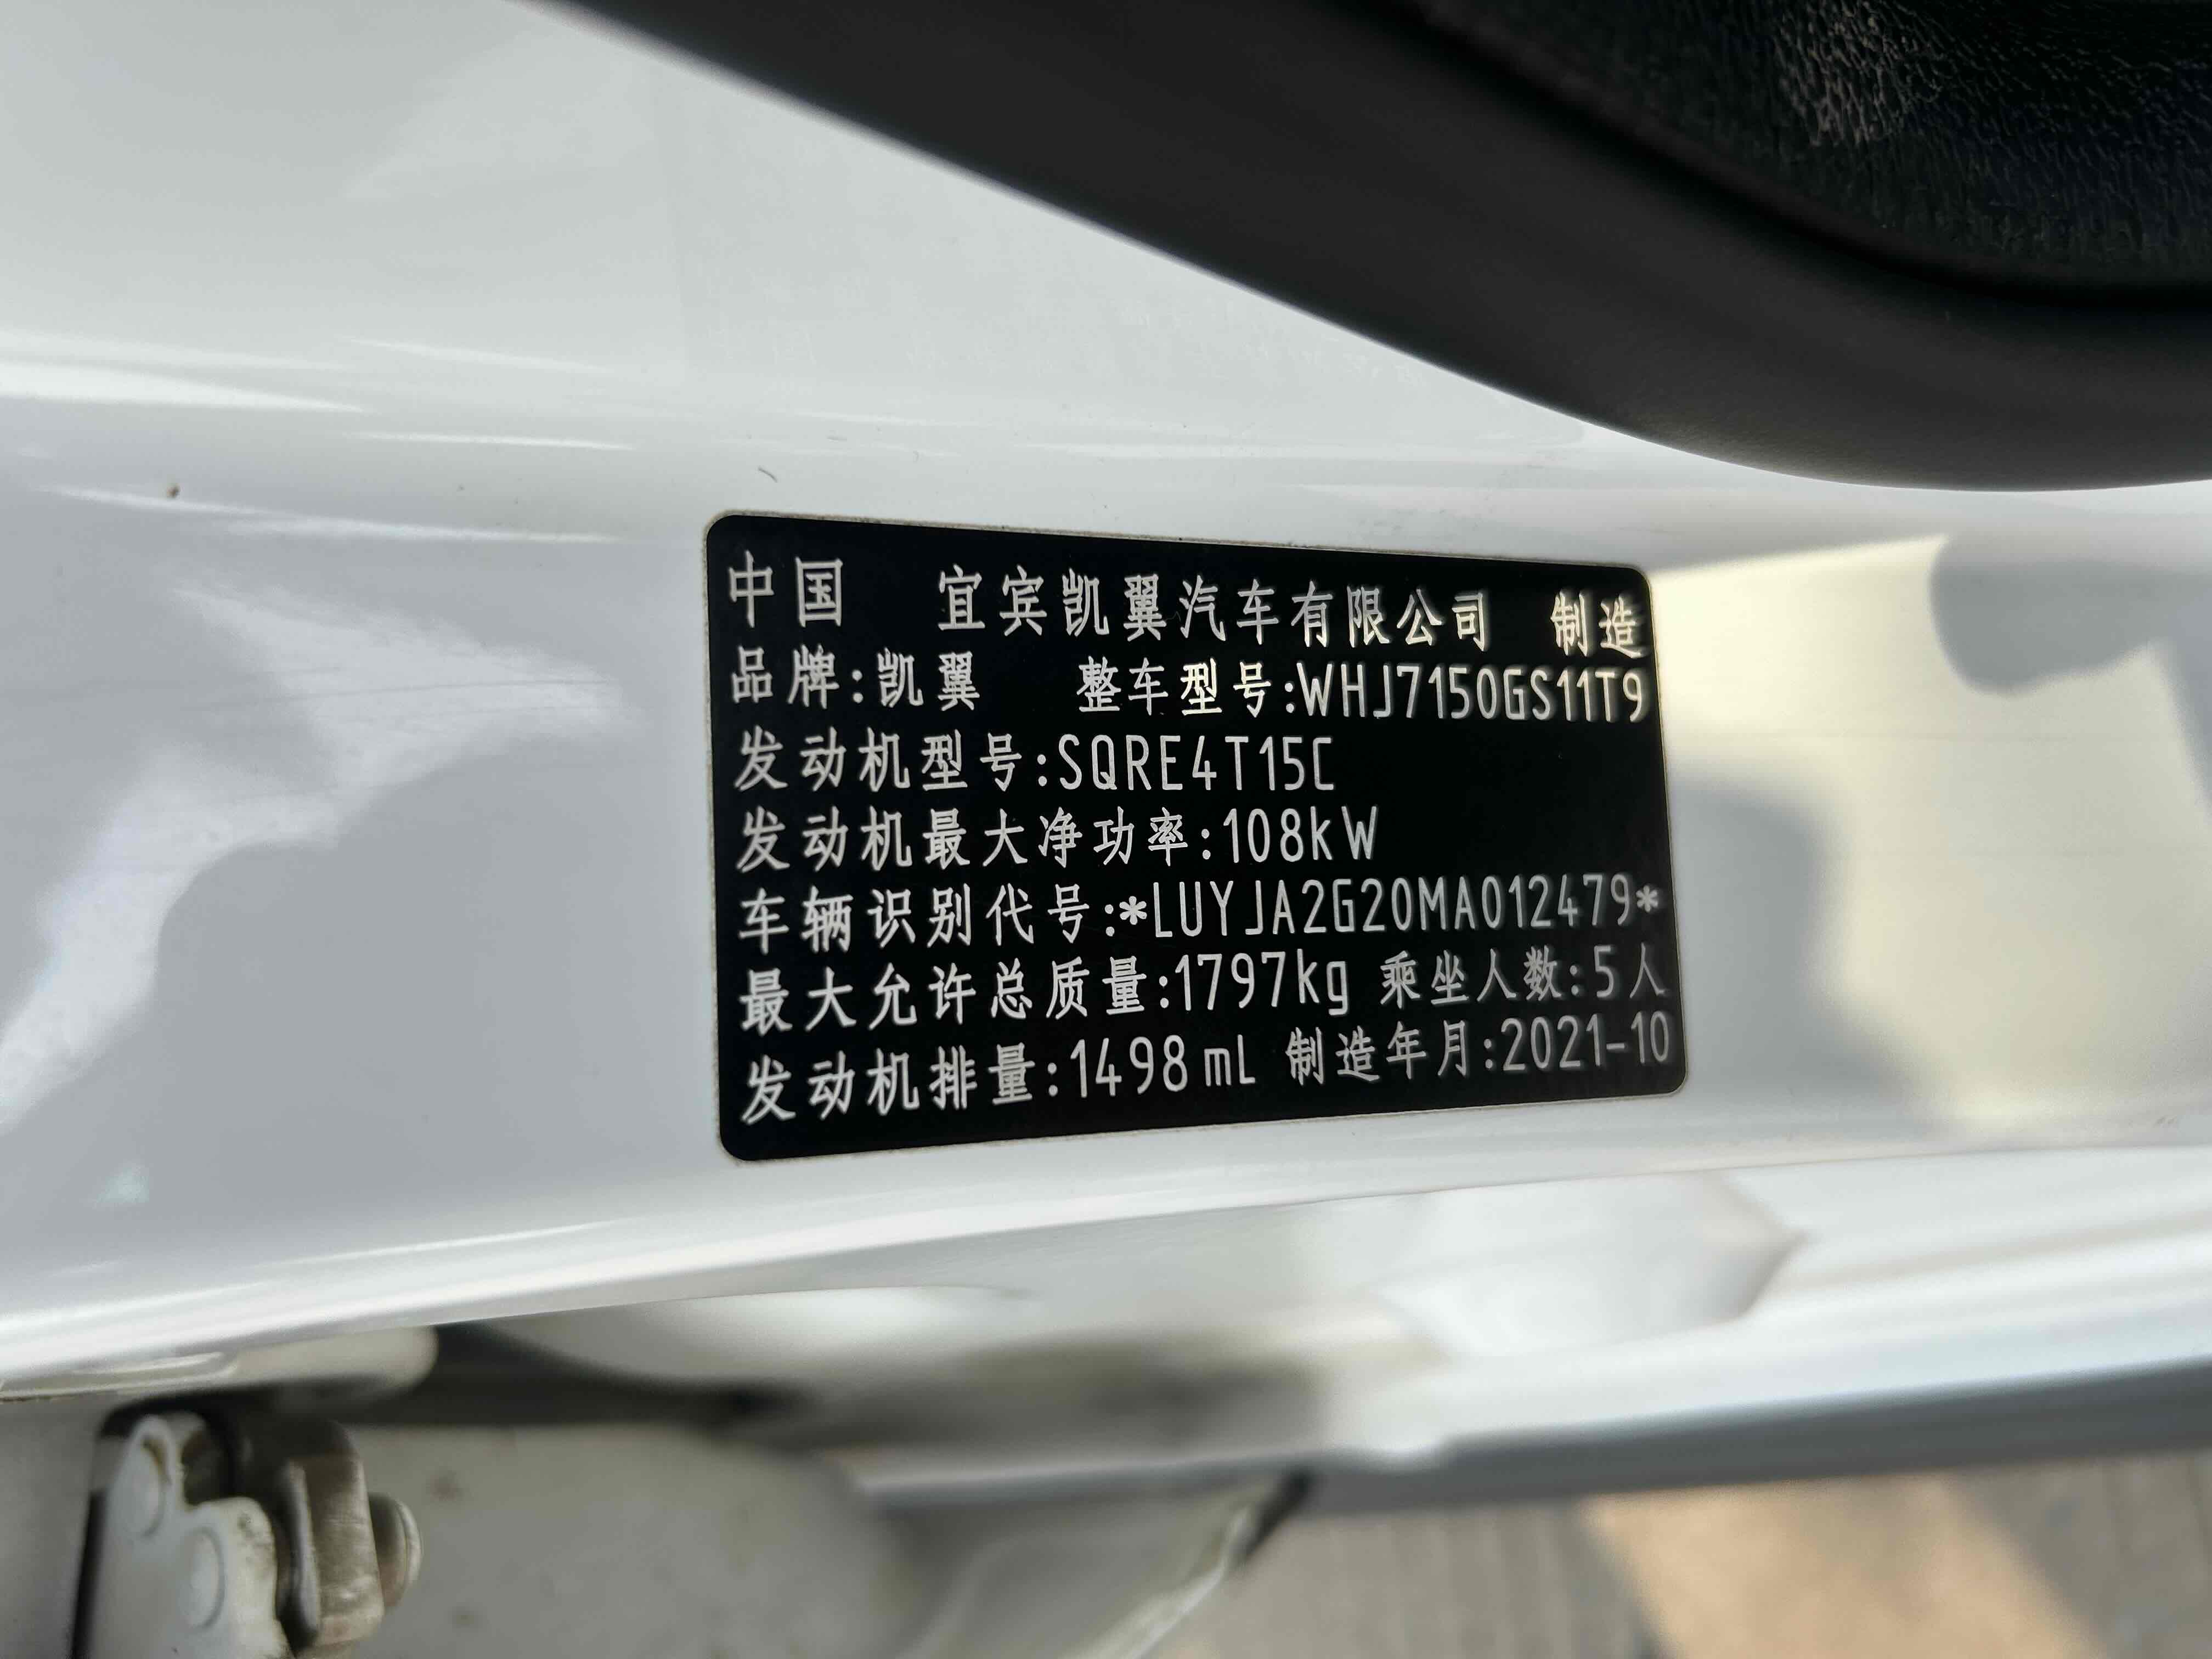 中国 宜宾凯翼汽车有限公司 制造
品牌:凯翼 整车型号:WHJ7150GS11T9
发动机型号:SQRE4T15C
发动机最大净功率:108kW
车辆识别代号:*LUYJA2G20MA012479*
最大允许总质量:1797kg 乘坐人数:5人
发动机排量:1498mL 制造年月:2021-10